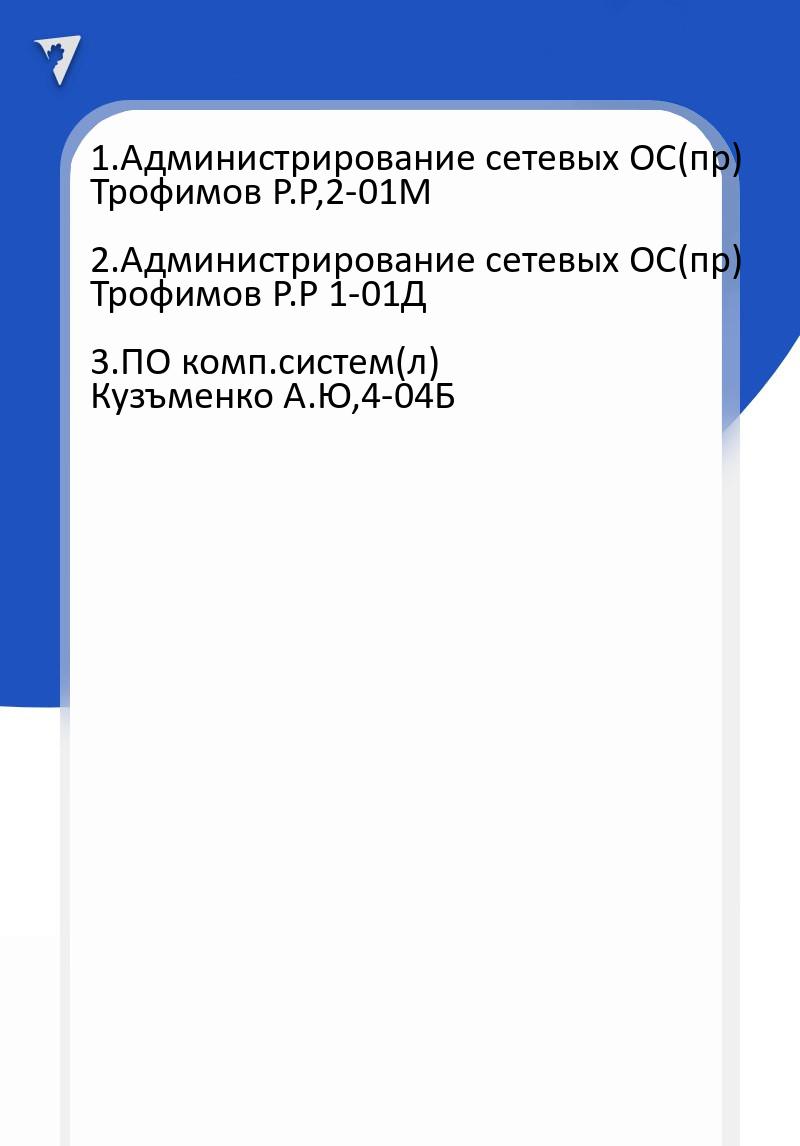 1.Администрирование сетевых ОС(пр)
Трофимов Р.Р,2-01М
2.Администрирование сетевых ОС(пр)
Трофимов Р.Р 1-01Д
3.ПО комп.систем(л)
Кузъменко А.Ю,4-04Б